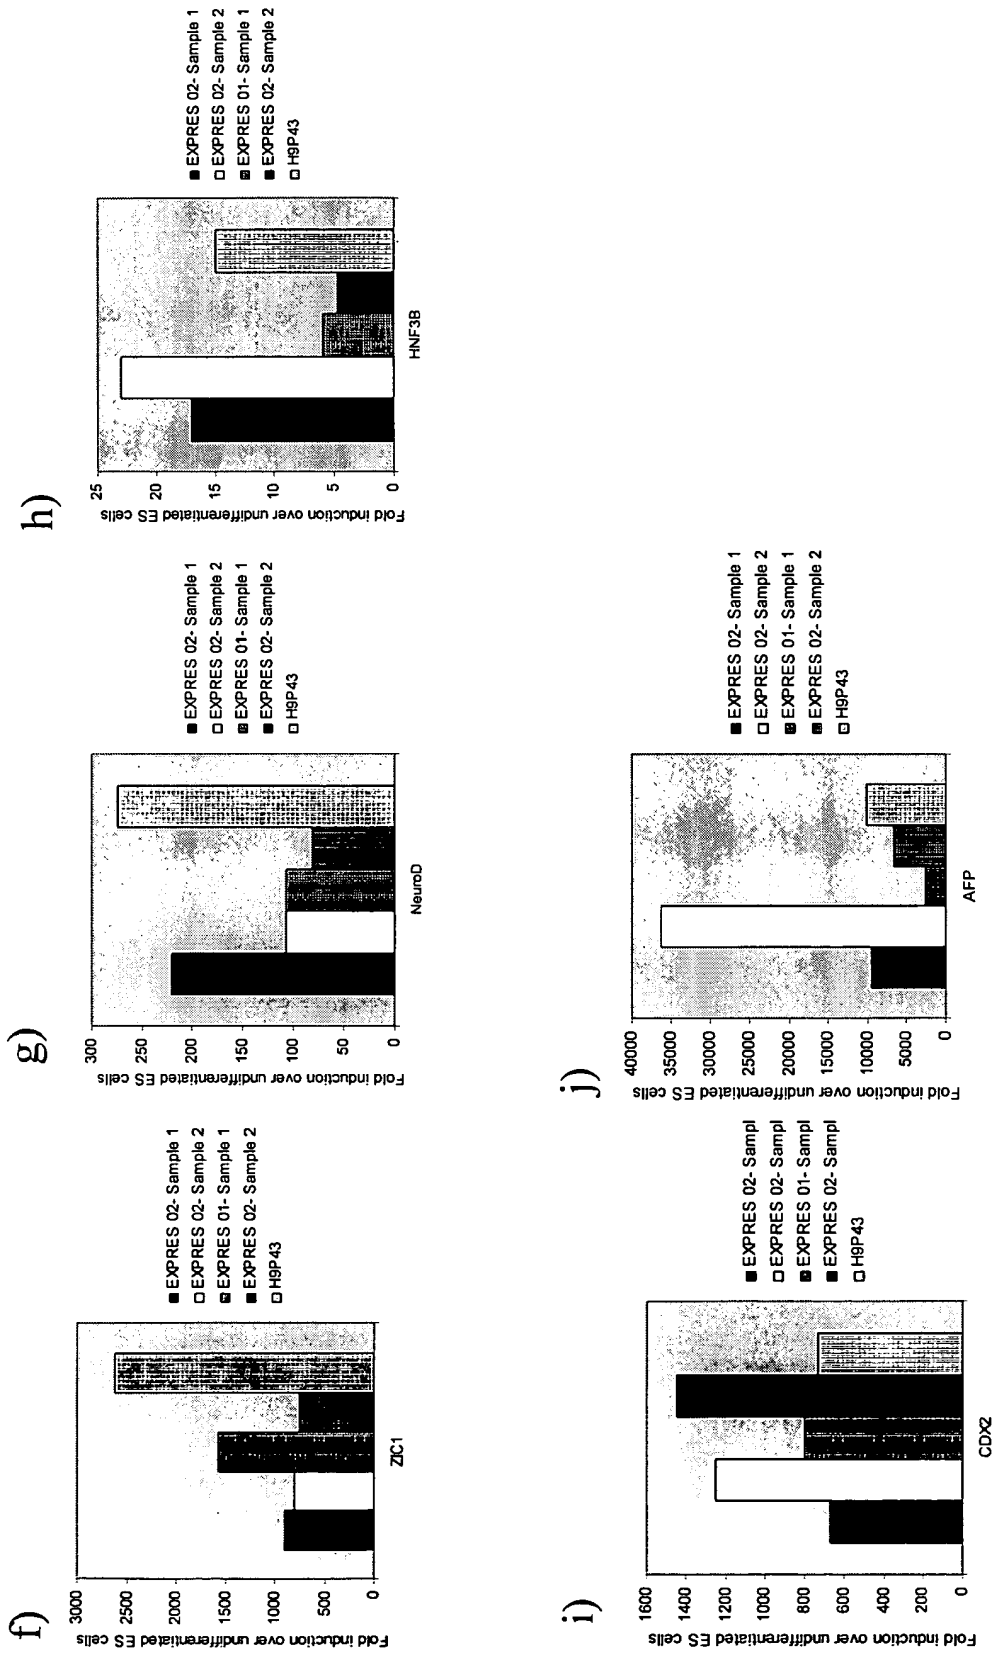 f)
Fold induction over undifferentiated ES cells
3000
2500
2000
1500
1000
500
0
ZIC1
EXPRES 02- Sample 1
EXPRES 02- Sample 2
EXPRES 01- Sample 1
EXPRES 02- Sample 2
H9P43
g)
Fold induction over undifferentiated ES cells
300
250
200
150
100
50
0
NeuroD
EXPRES 02- Sample 1
EXPRES 02- Sample 2
EXPRES 01- Sample 1
EXPRES 02- Sample 2
H9P43
h)
Fold induction over undifferentiated ES cells
25
20
15
10
5
0
HNF3B
EXPRES 02- Sample 1
EXPRES 02- Sample 2
EXPRES 01- Sample 1
EXPRES 02- Sample 2
H9P43
i)
Fold induction over undifferentiated ES cells
1600
1400
1200
1000
800
600
400
200
0
CDX2
EXPRES 02- Sampl
EXPRES 02- Sampl
EXPRES 01- Sampl
EXPRES 02- Sampl
H9P43
j)
Fold induction over undifferentiated ES cells
40000
35000
30000
25000
20000
15000
10000
5000
0
AFP
EXPRES 02- Sample 1
EXPRES 02- Sample 2
EXPRES 01- Sample 1
EXPRES 02- Sample 2
H9P43